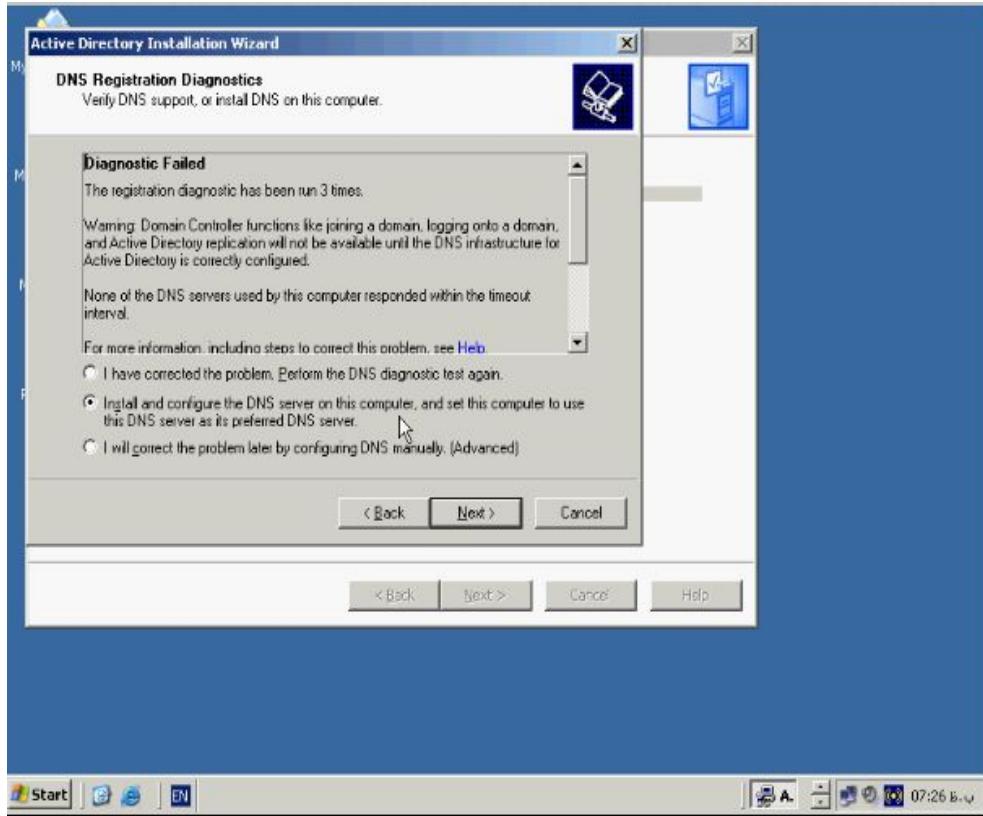 Active Directory Installation Wizard
DNS Registration Diagnostics
Verify DNS support, or install DNS on this computer.
Diagnostic Failed
The registration diagnostic has been run 3 times.
Warning: Domain Controller functions like joining a domain, logging onto a domain,
and Active Directory replication will not be available until the DNS infrastructure for
Active Directory is correctly configured.
None of the DNS servers used by this computer responded within the timeout
interval.
For more information, including steps to correct this problem, see Help
I have corrected the problem. Perform the DNS diagnostic test again.
Install and configure the DNS server on this computer, and set this computer to use
this DNS server as its preferred DNS server.
I will correct the problem later by configuring DNS manually. (Advanced)
< Back Next > Cancel
< Back Next > Cancel Help
Start EN A. 07:26 ب.ظ